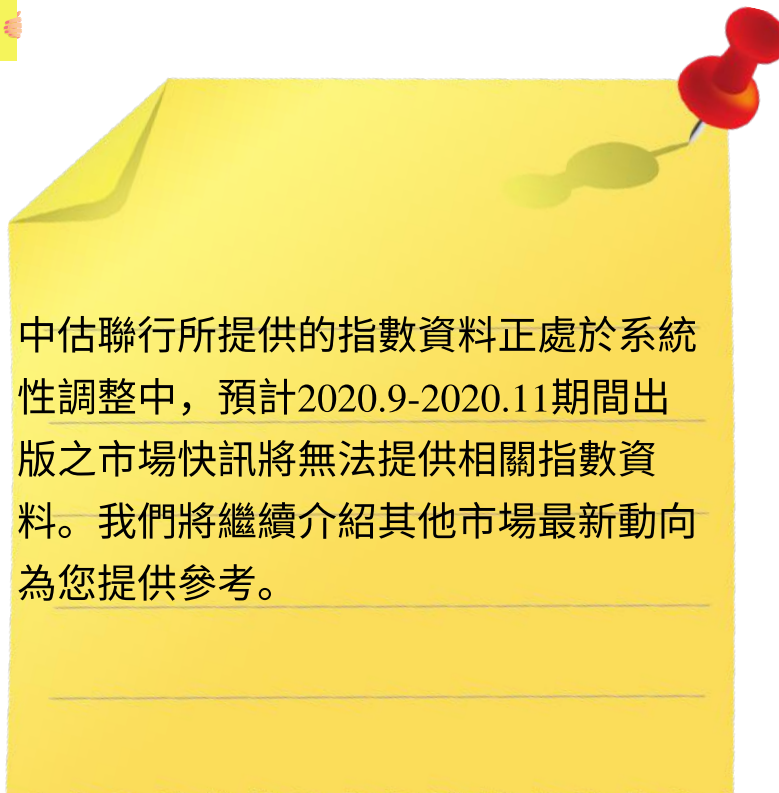 中估聯行所提供的指數資料正處於系統
性調整中，預計2020.9-2020.11期間出
版之市場快訊將無法提供相關指數資
料。我們將繼續介紹其他市場最新動向
為您提供參考。